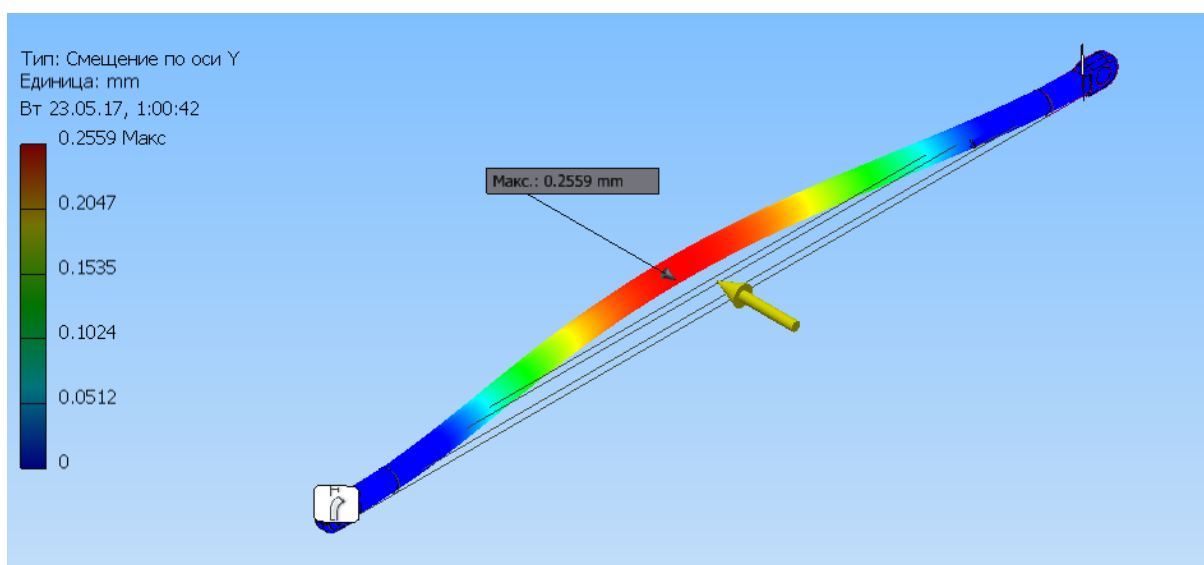 Тип: Смещение по оси Y
Единица: mm
Вт 23.05.17, 1:00:42
0.2559 Макс
Макс.: 0.2559 mm
0.2047
0.1535
0.1024
0.0512
0